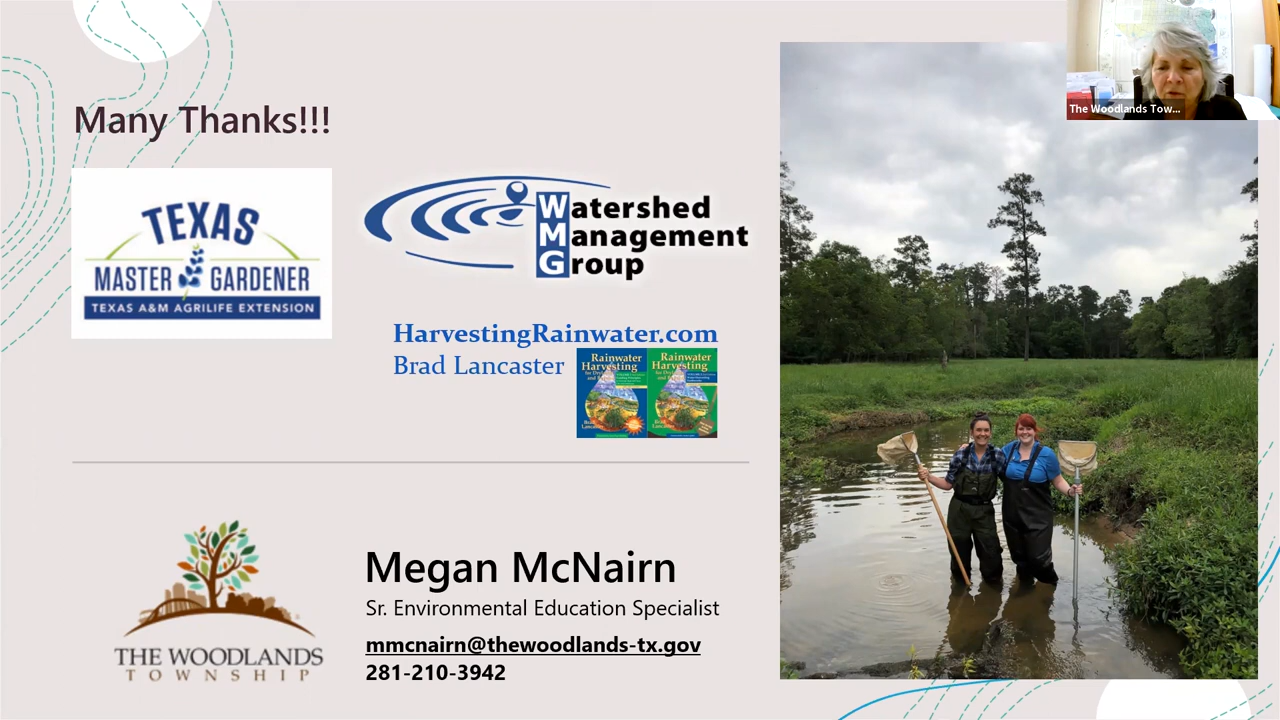 The Woodlands Tow...
Many Thanks!!!
TEXAS
MASTER GARDENER
TEXAS A&M AGRILIFE EXTENSION
Watershed
Management
Group
HarvestingRainwater.com
Brad Lancaster
Rainwater
Harvesting
Rainwater
Harvesting
THE WOODLANDS
TOWNSHIP
Megan McNairn
Sr. Environmental Education Specialist
mmcnairn@thewoodlands-tx.gov
281-210-3942